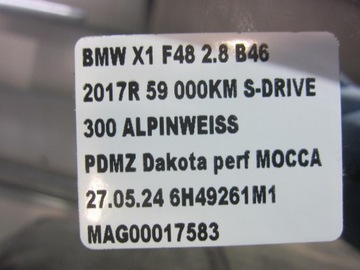 BMW X1 F48 2.8 B46
2017R 59 000KM S-DRIVE
300 ALPINWEISS
PDMZ Dakota perf MOCCA
27.05.24 6H49261M1
MAG00017583